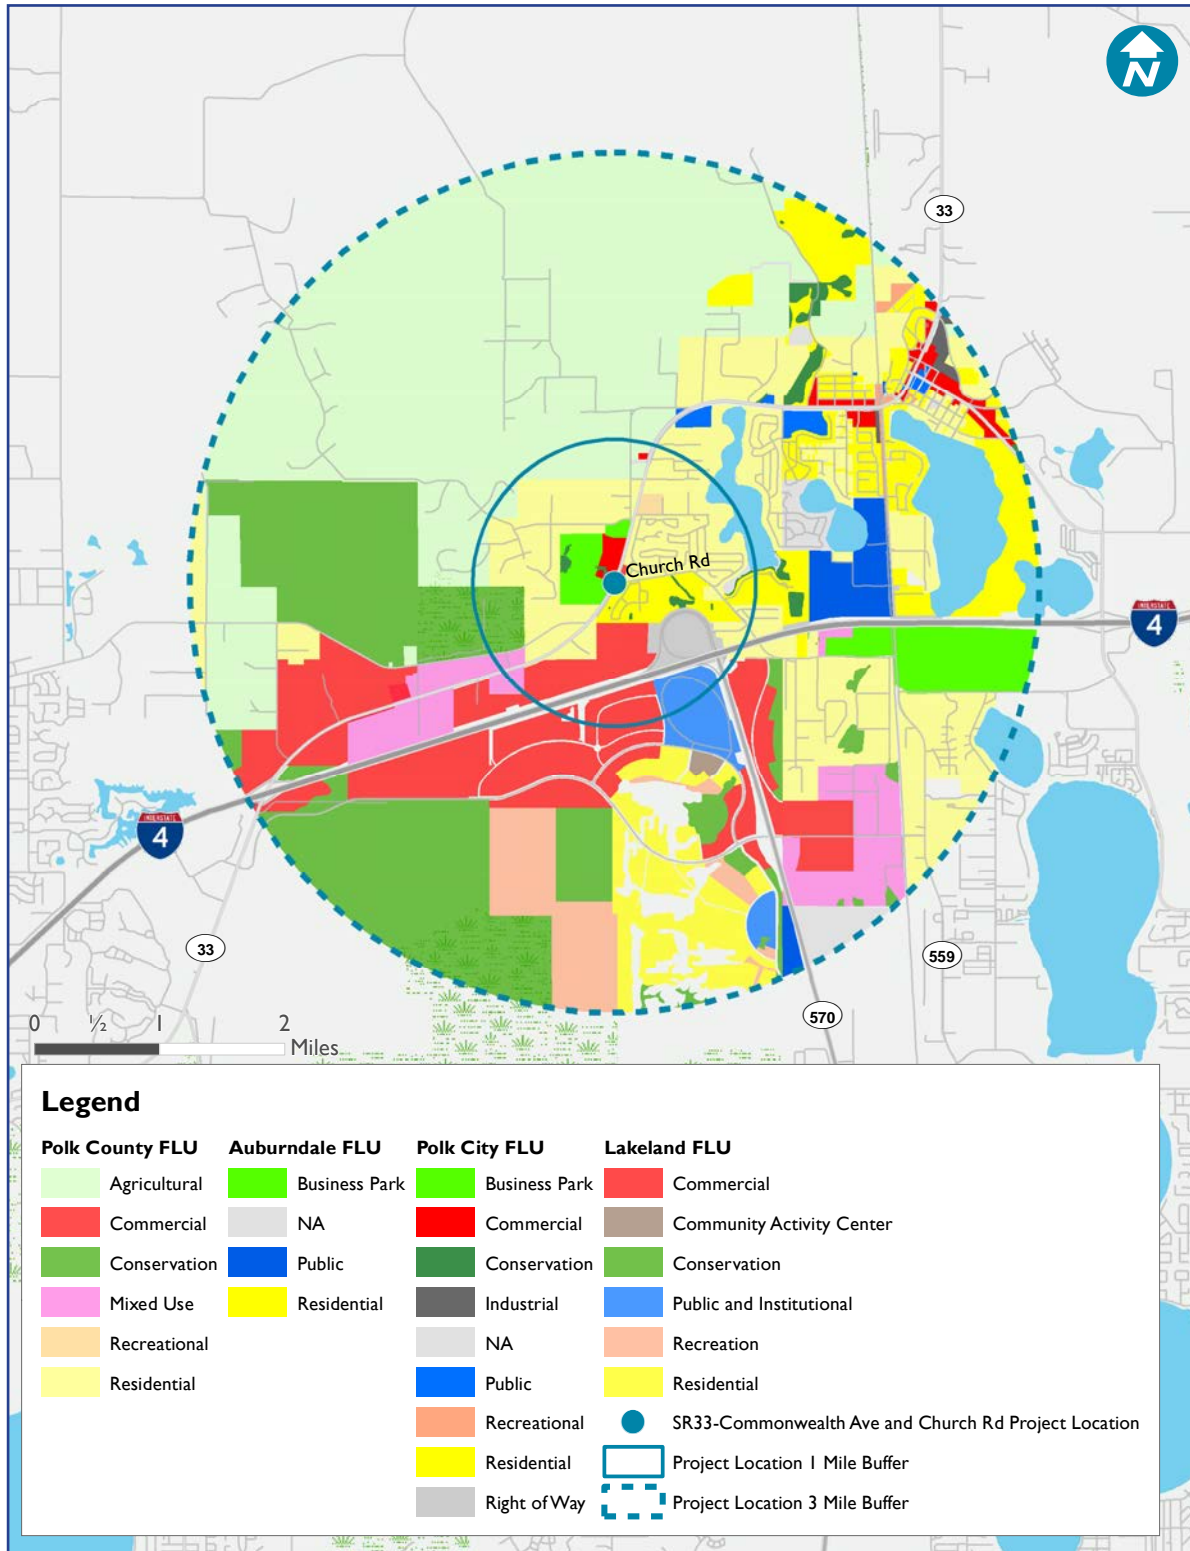 N
33
Church Rd
INTERSTATE
4
INTERSTATE
4
33
559
570
0 ½ 1 2
Miles
Legend
Polk County FLU
Agricultural
Commercial
Conservation
Mixed Use
Recreational
Residential
Auburndale FLU
Business Park
NA
Public
Residential
Polk City FLU
Business Park
Commercial
Conservation
Industrial
NA
Public
Recreational
Residential
Right of Way
Lakeland FLU
Commercial
Community Activity Center
Conservation
Public and Institutional
Recreation
Residential
SR33-Commonwealth Ave and Church Rd Project Location
Project Location 1 Mile Buffer
Project Location 3 Mile Buffer